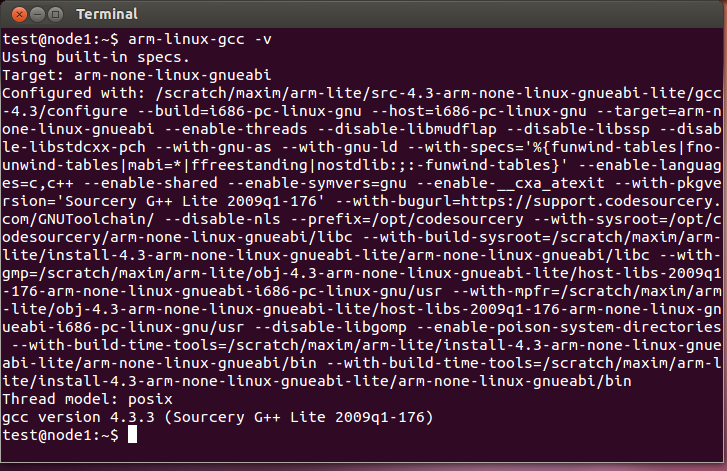 Terminal
test@node1:~$ arm-linux-gcc -v
Using built-in specs.
Target: arm-none-linux-gnueabi
Configured with: /scratch/maxim/arm-lite/src-4.3-arm-none-linux-gnueabi-lite/gcc
-4.3/configure --build=i686-pc-linux-gnu --host=i686-pc-linux-gnu --target=arm-n
one-linux-gnueabi --enable-threads --disable-libmudflap --disable-libssp --disab
le-libstdcxx-pch --with-gnu-as --with-gnu-ld --with-specs='%{funwind-tables|fno-
unwind-tables|mabi=*|ffreestanding|nostdlib:;:-funwind-tables}' --enable-languag
es=c,c++ --enable-shared --enable-symvers=gnu --enable-__cxa_atexit --with-pkgve
rsion='Sourcery G++ Lite 2009q1-176' --with-bugurl=https://support.codesourcery.
com/GNUToolchain/ --disable-nls --prefix=/opt/codesourcery --with-sysroot=/opt/c
odesourcery/arm-none-linux-gnueabi/libc --with-build-sysroot=/scratch/maxim/arm-
lite/install-4.3-arm-none-linux-gnueabi-lite/arm-none-linux-gnueabi/libc --with-
gmp=/scratch/maxim/arm-lite/obj-4.3-arm-none-linux-gnueabi-lite/host-libs-2009q1
-176-arm-none-linux-gnueabi-i686-pc-linux-gnu/usr --with-mpfr=/scratch/maxim/arm
-lite/obj-4.3-arm-none-linux-gnueabi-lite/host-libs-2009q1-176-arm-none-linux-gn
ueabi-i686-pc-linux-gnu/usr --disable-libgomp --enable-poison-system-directories
 --with-build-time-tools=/scratch/maxim/arm-lite/install-4.3-arm-none-linux-gnue
abi-lite/arm-none-linux-gnueabi/bin --with-build-time-tools=/scratch/maxim/arm-l
ite/install-4.3-arm-none-linux-gnueabi-lite/arm-none-linux-gnueabi/bin
Thread model: posix
gcc version 4.3.3 (Sourcery G++ Lite 2009q1-176)
test@node1:~$